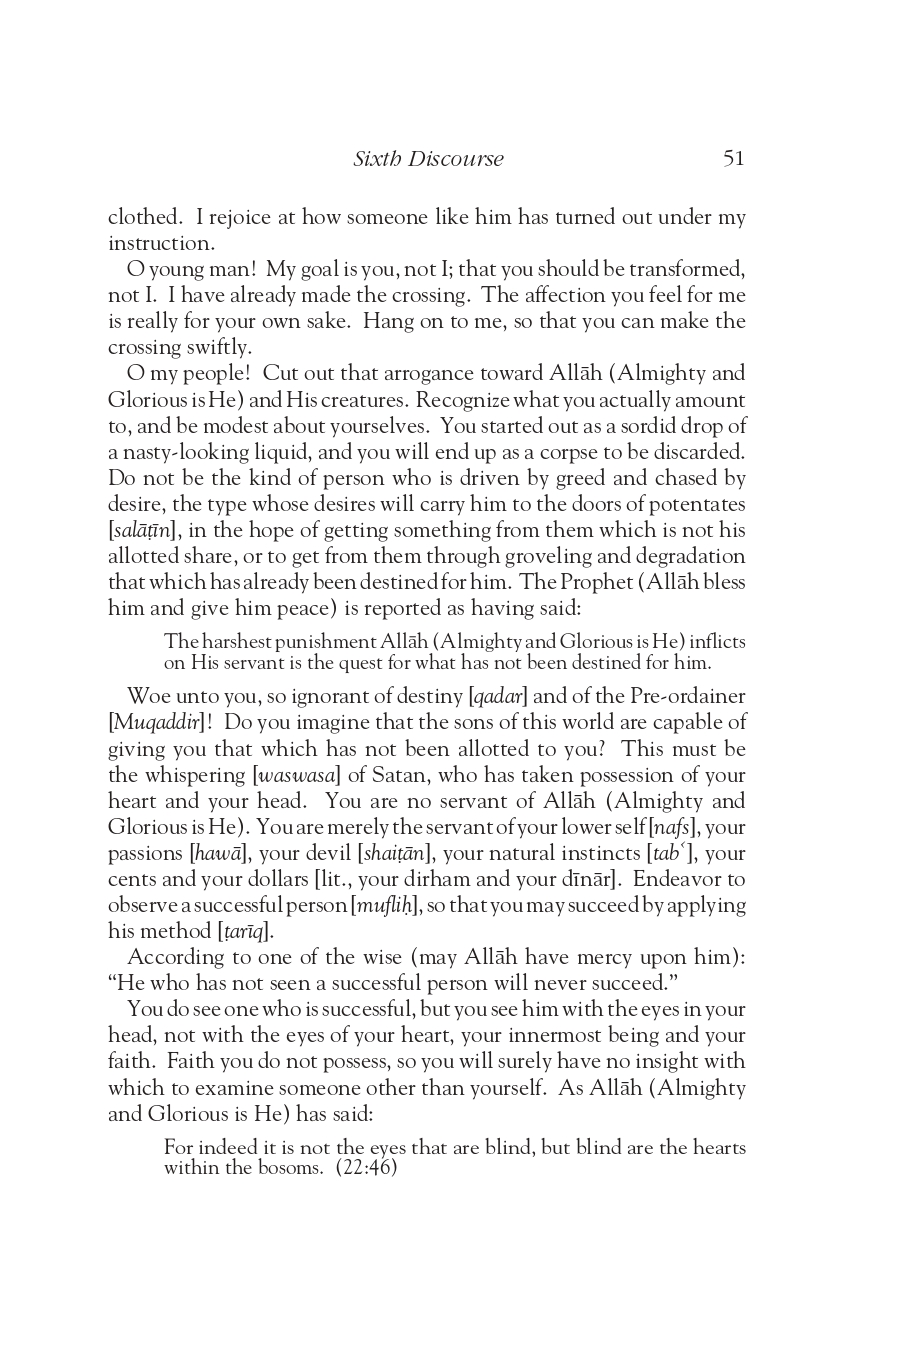 Sixth Discourse 51
clothed. I rejoice at how someone like him has turned out under my
instruction.
O young man! My goal is you, not I; that you should be transformed,
not I. I have already made the crossing. The affection you feel for me
is really for your own sake. Hang on to me, so that you can make the
crossing swiftly.
O my people! Cut out that arrogance toward Allāh (Almighty and
Glorious is He) and His creatures. Recognize what you actually amount
to, and be modest about yourselves. You started out as a sordid drop of
a nasty-looking liquid, and you will end up as a corpse to be discarded.
Do not be the kind of person who is driven by greed and chased by
desire, the type whose desires will carry him to the doors of potentates
[salāṭīn], in the hope of getting something from them which is not his
allotted share, or to get from them through groveling and degradation
that which has already been destined for him. The Prophet (Allāh bless
him and give him peace) is reported as having said:
The harshest punishment Allāh (Almighty and Glorious is He) inflicts
on His servant is the quest for what has not been destined for him.
Woe unto you, so ignorant of destiny [qadar] and of the Pre-ordainer
[Muqaddir]! Do you imagine that the sons of this world are capable of
giving you that which has not been allotted to you? This must be
the whispering [waswasa] of Satan, who has taken possession of your
heart and your head. You are no servant of Allāh (Almighty and
Glorious is He). You are merely the servant of your lower self [nafs], your
passions [hawā], your devil [shaiṭān], your natural instincts [tabʿ], your
cents and your dollars [lit., your dirham and your dīnār]. Endeavor to
observe a successful person [mufliḥ], so that you may succeed by applying
his method [ṭarīq].
According to one of the wise (may Allāh have mercy upon him):
“He who has not seen a successful person will never succeed.”
You do see one who is successful, but you see him with the eyes in your
head, not with the eyes of your heart, your innermost being and your
faith. Faith you do not possess, so you will surely have no insight with
which to examine someone other than yourself. As Allāh (Almighty
and Glorious is He) has said:
For indeed it is not the eyes that are blind, but blind are the hearts
within the bosoms. (22:46)